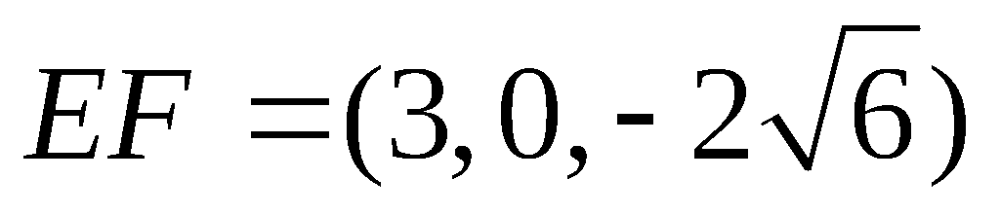 EF = (3, 0, - 2√6)